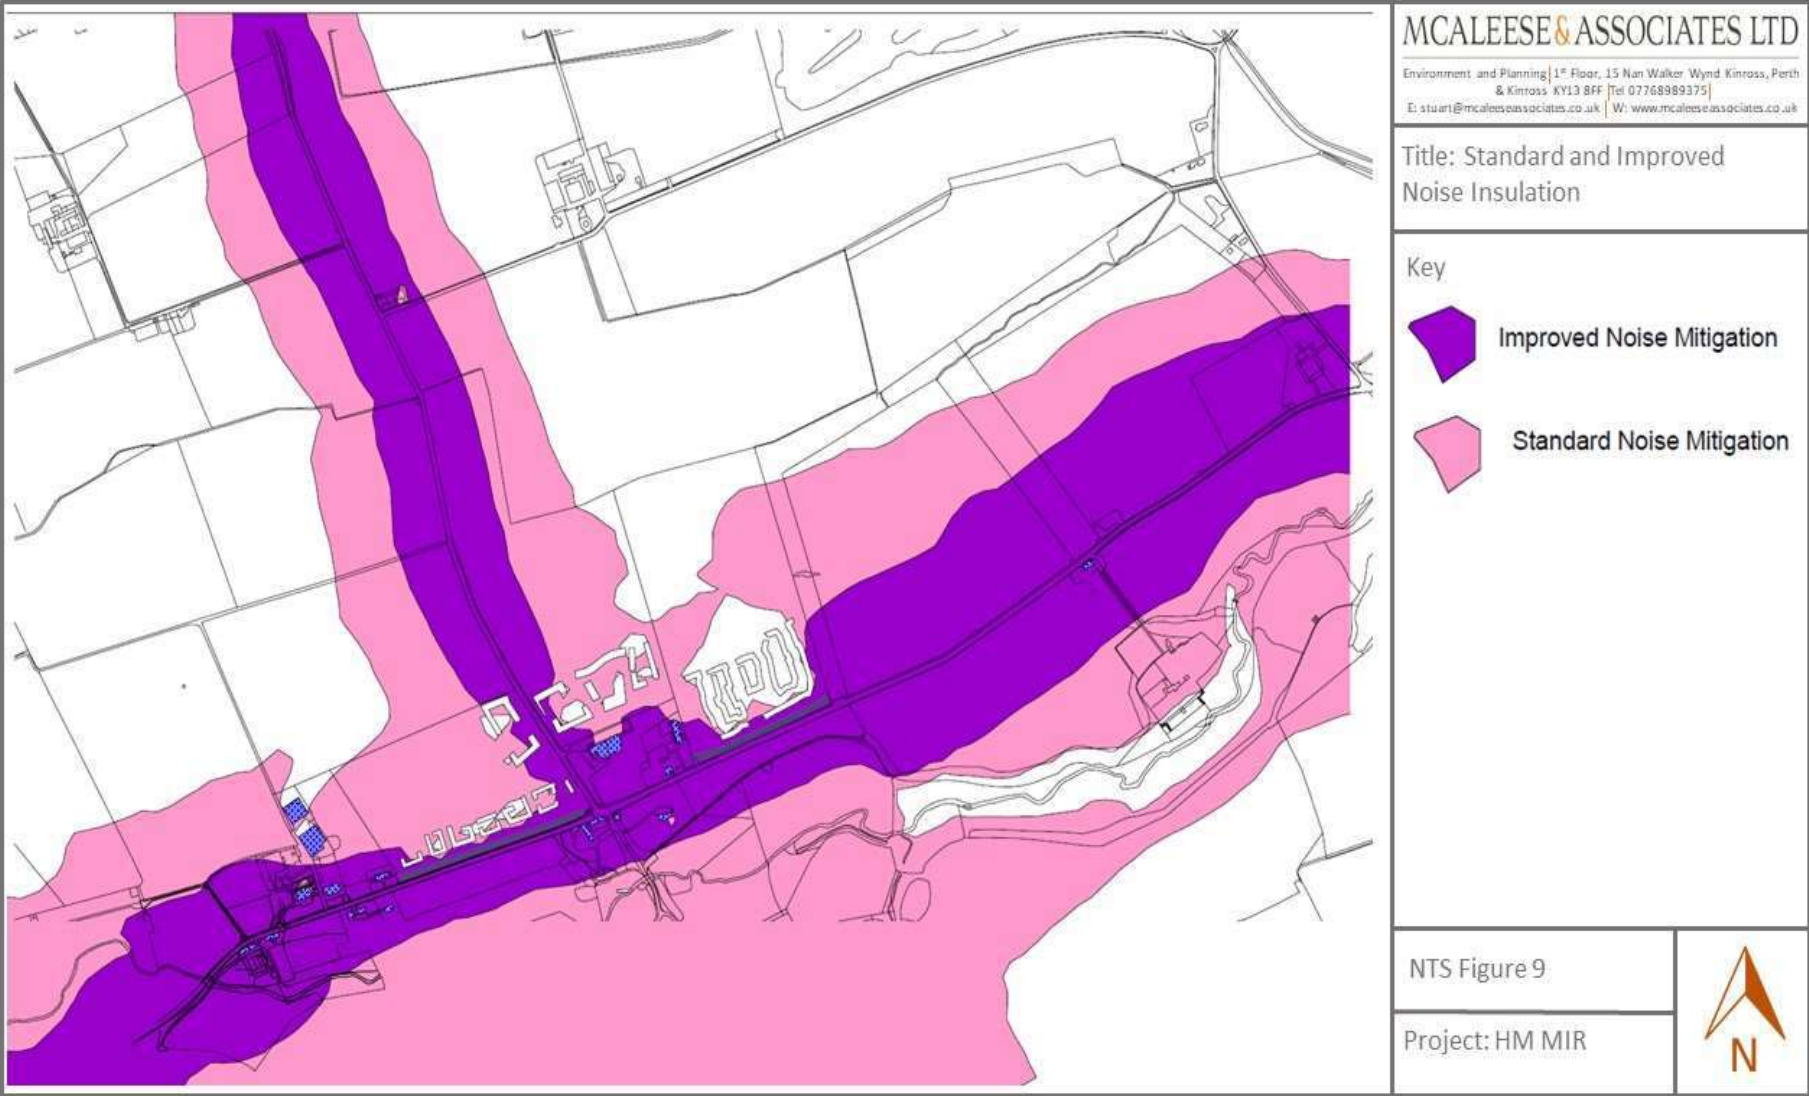 MCALEESE & ASSOCIATES LTD
Environment and Planning | 1st Floor, 15 Nan Walker Wynd Kinross, Perth
& Kinross KY13 8FF |Tel 07768989375|
E: stuart@mcaleeseassociates.co.uk | W: www.mcaleeseassociates.co.uk
Title: Standard and Improved
Noise Insulation
Key
Improved Noise Mitigation
Standard Noise Mitigation
NTS Figure 9
Project: HM MIR
N